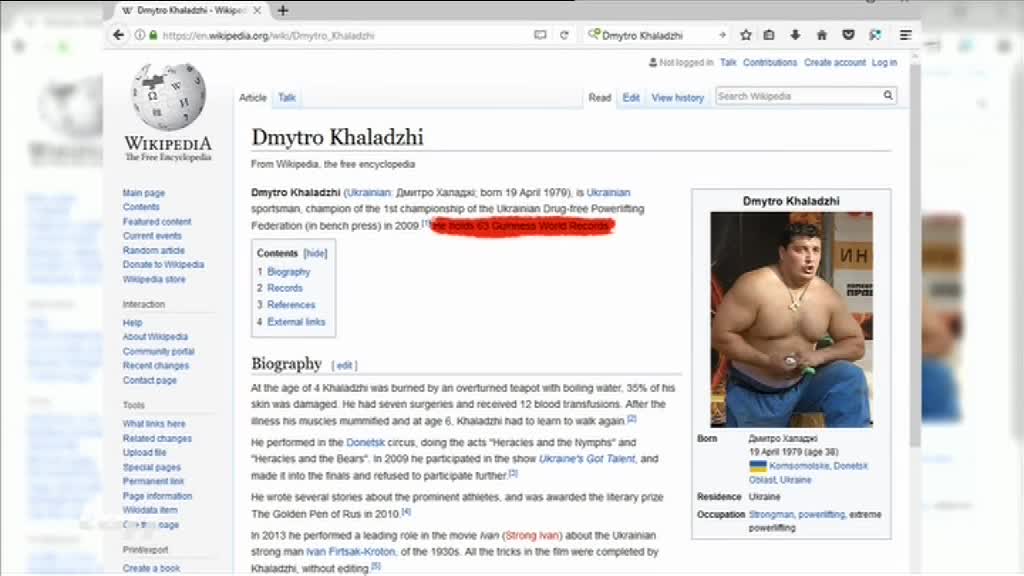 Dmytro Khaladzhi - Wikiped
https://en.wikipedia.org/wiki/Dmytro_Khaladzhi
Dmytro Khaladzhi
Not logged in Talk Contributions Create account Log in
Article Talk
Read Edit View history
Search Wikipedia
WIKIPEDIA
The Free Encyclopedia
Main page
Contents
Featured content
Current events
Random article
Donate to Wikipedia
Wikipedia store
Interaction
Help
About Wikipedia
Community portal
Recent changes
Contact page
Tools
What links here
Related changes
Upload file
Special pages
Permanent link
Page information
Wikidata item
page
Print/export
Create a book
Dmytro Khaladzhi
From Wikipedia, the free encyclopedia
Dmytro Khaladzhi (Ukrainian: Дмитро Халаджі; born 19 April 1979), is Ukrainian
sportsman, champion of the 1st championship of the Ukrainian Drug-free Powerlifting
Federation (in bench press) in 2009.[1] He holds 63 Guinness World Records.
Contents [hide]
1 Biography
2 Records
3 References
4 External links
Biography [ edit ]
At the age of 4 Khaladzhi was burned by an overturned teapot with boiling water, 35% of his
skin was damaged. He had seven surgeries and received 12 blood transfusions. After the
illness his muscles mummified and at age 6, Khaladzhi had to learn to walk again.[2]
He performed in the Donetsk circus, doing the acts "Heracles and the Nymphs" and
"Heracles and the Bears". In 2009 he participated in the show Ukraine's Got Talent, and
made it into the finals and refused to participate further.[3]
He wrote several stories about the prominent athletes, and was awarded the literary prize
The Golden Pen of Rus in 2010.[4]
In 2013 he performed a leading role in the movie Ivan (Strong Ivan) about the Ukrainian
strong man Ivan Firtsak-Kroton, of the 1930s. All the tricks in the film were completed by
Khaladzhi, without editing.[5]
Dmytro Khaladzhi
ИН
Born Дмитро Халаджі
19 April 1979 (age 38)
Komsomolske, Donetsk
Oblast, Ukraine
Residence Ukraine
Occupation Strongman, powerlifting, extreme
powerlifting